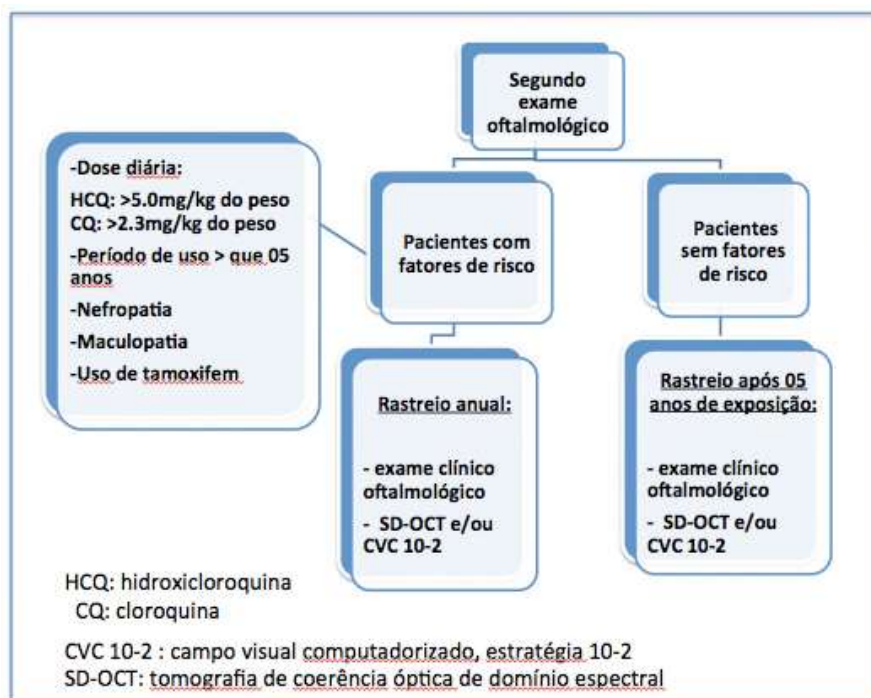 Segundo
exame
oftalmológico
-Dose diária:
HCQ: >5.0mg/kg do peso
CQ: >2.3mg/kg do peso
-Período de uso > que 05
anos
-Nefropatia
-Maculopatia
-Uso de tamoxifem
Pacientes com
fatores de risco
Pacientes
sem fatores
de risco
Rastreio anual:
- exame clínico
oftalmológico
- SD-OCT e/ou
CVC 10-2
Rastreio após 05
anos de exposição:
- exame clínico
oftalmológico
- SD-OCT e/ou
CVC 10-2
HCQ: hidroxicloroquina
CQ: cloroquina
CVC 10-2 : campo visual computadorizado, estratégia 10-2
SD-OCT: tomografia de coerência óptica de domínio espectral